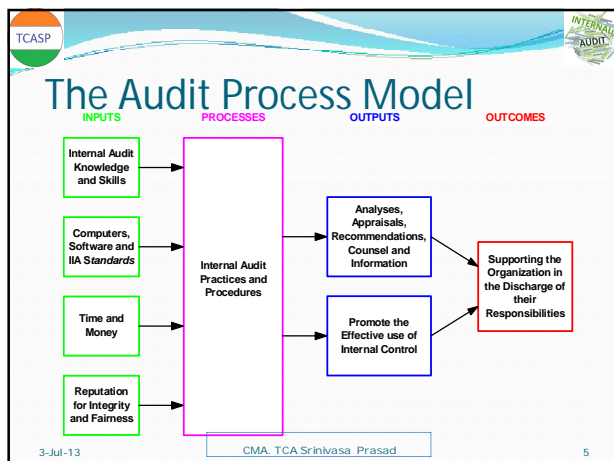 TCASP
INTERNAL
AUDIT
The Audit Process Model
INPUTS
PROCESSES
OUTPUTS
OUTCOMES
Internal Audit
Knowledge
and Skills
Computers,
Software and
IIA Standards
Time and
Money
Reputation
for Integrity
and Fairness
Internal Audit
Practices and
Procedures
Analyses,
Appraisals,
Recommendations,
Counsel and
Information
Promote the
Effective use of
Internal Control
Supporting the
Organization in
the Discharge of
their
Responsibilities
3-Jul-13
CMA. TCA Srinivasa Prasad
5